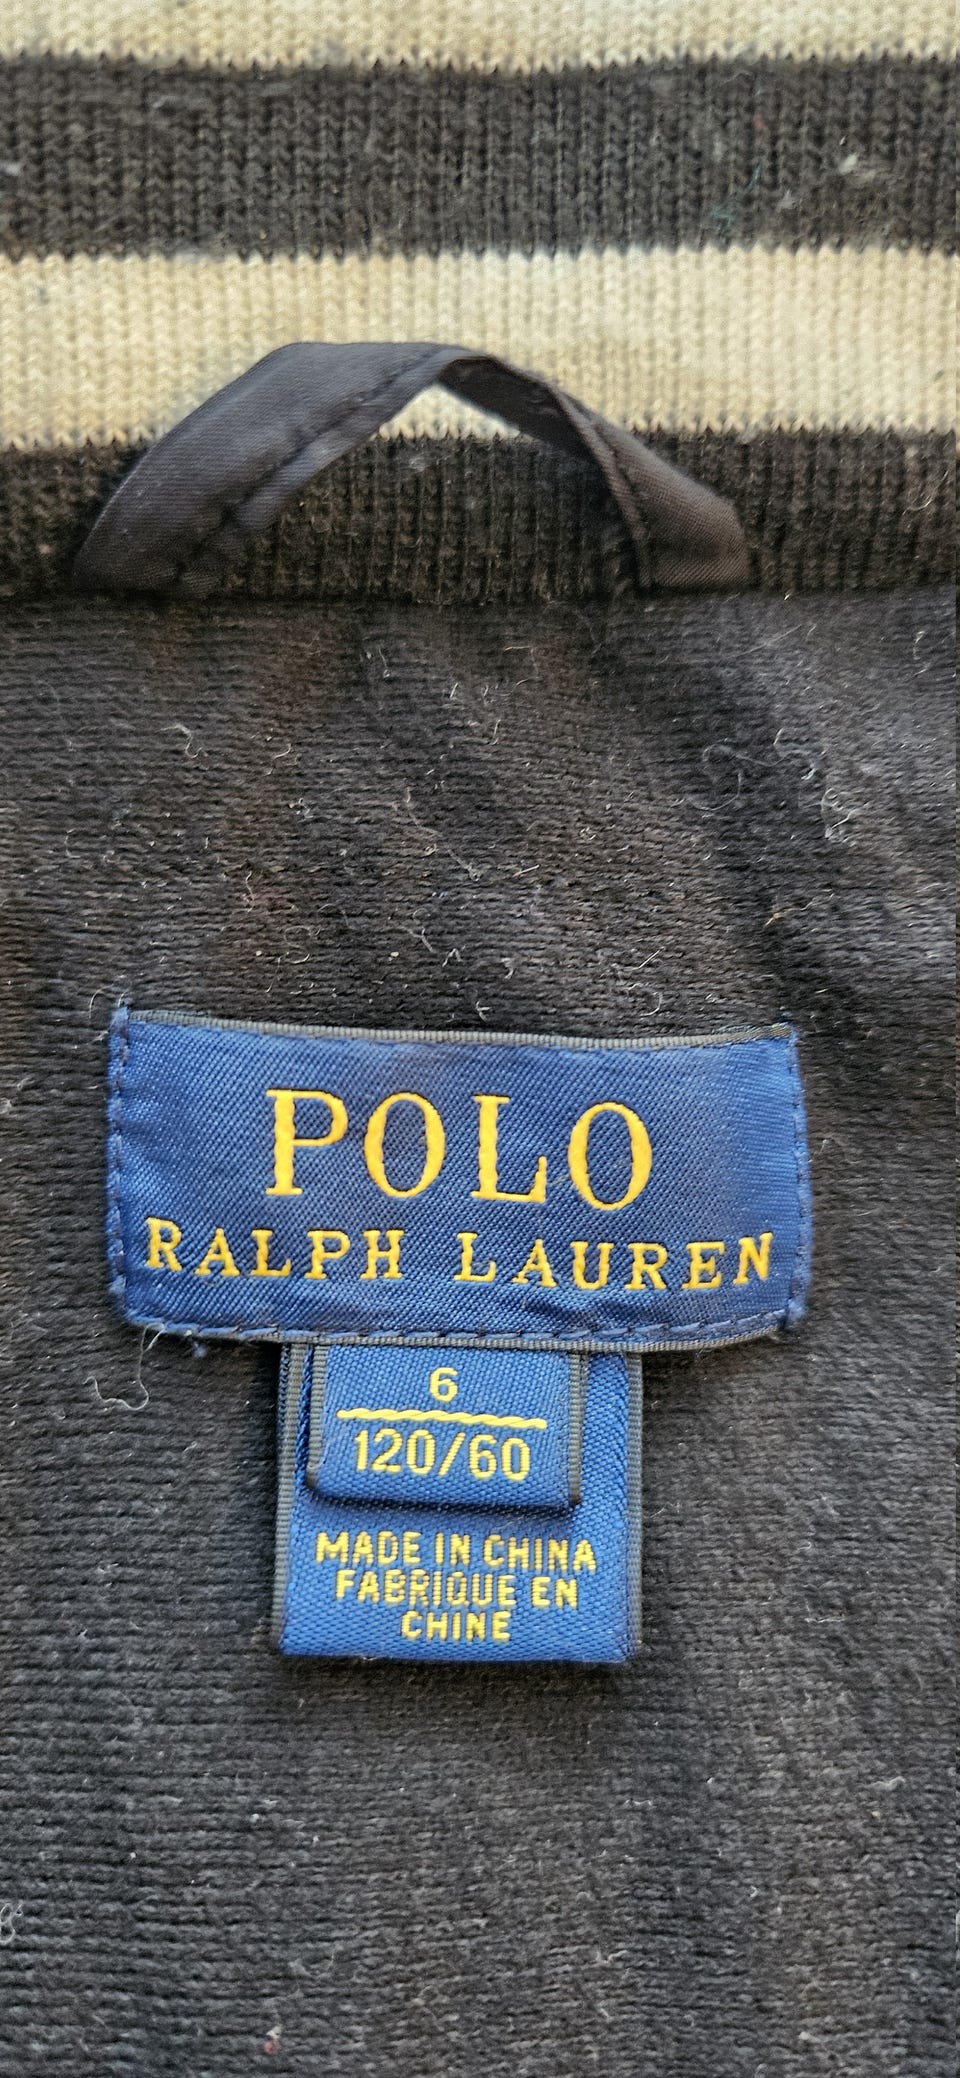 POLO
RALPH LAUREN
6
120/60
MADE IN CHINA
FABRIQUE EN
CHINE